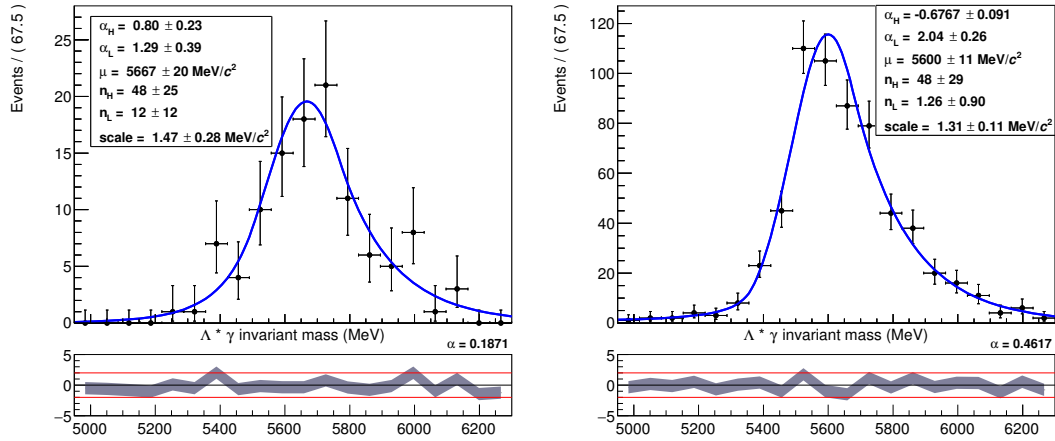 Events / ( 67.5 )
25
20
15
10
5
0
α_H = 0.80 ± 0.23
α_L = 1.29 ± 0.39
μ = 5667 ± 20 MeV/c²
n_H = 48 ± 25
n_L = 12 ± 12
scale = 1.47 ± 0.28 MeV/c²
Λ * γ invariant mass (MeV)
α = 0.1871
5
0
−5
5000 5200 5400 5600 5800 6000 6200
Events / ( 67.5 )
120
100
80
60
40
20
0
α_H = -0.6767 ± 0.091
α_L = 2.04 ± 0.26
μ = 5600 ± 11 MeV/c²
n_H = 48 ± 29
n_L = 1.26 ± 0.90
scale = 1.31 ± 0.11 MeV/c²
Λ * γ invariant mass (MeV)
α = 0.4617
5
0
−5
5000 5200 5400 5600 5800 6000 6200